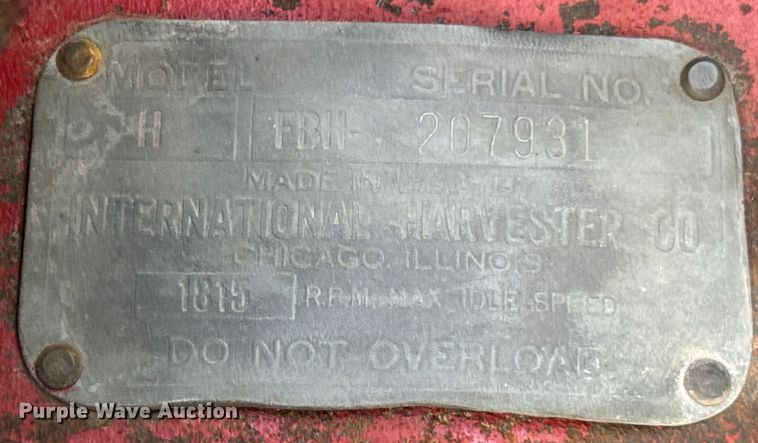 MODEL SERIAL NO.
H FBH- 207931
MADE IN U.S.A. BY
INTERNATIONAL HARVESTER CO
CHICAGO, ILLINOIS
1815 R.P.M. MAX. IDLE SPEED
DO NOT OVERLOAD
Purple Wave Auction